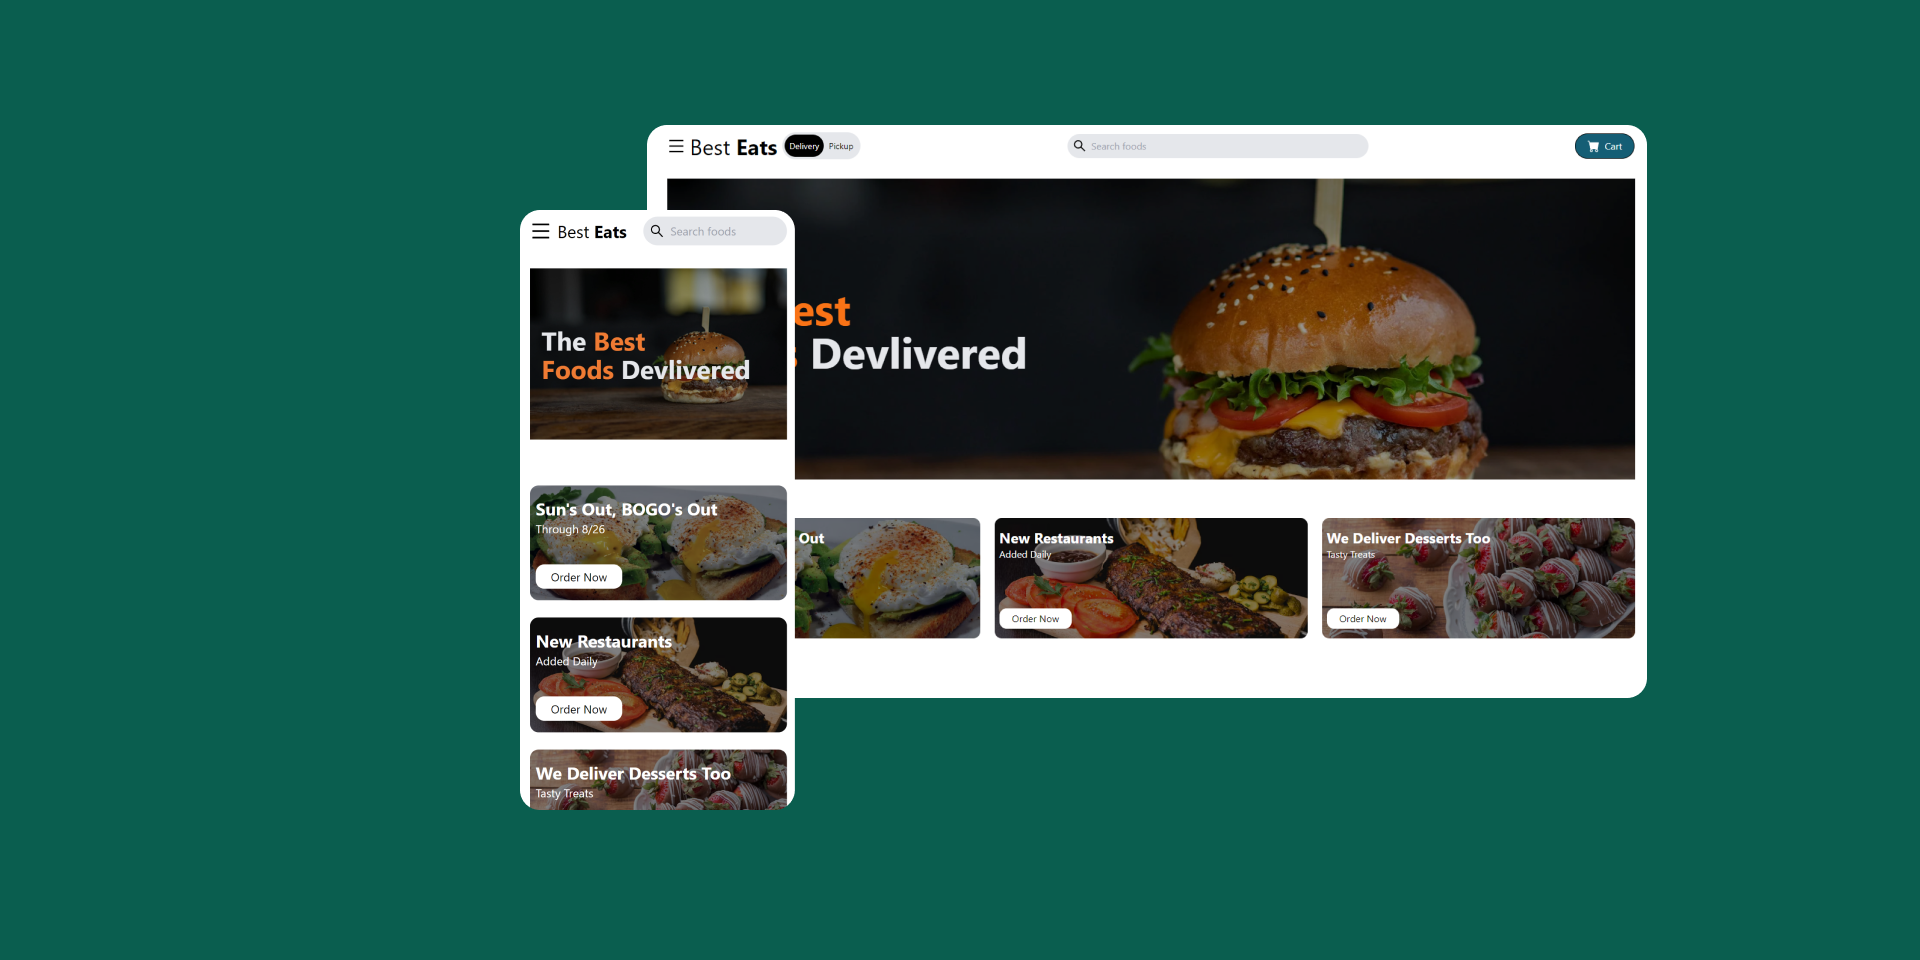 Best Eats
Delivery
Pickup
Search foods
Cart
est
Devlivered
Out
New Restaurants
Added Daily
Order Now
We Deliver Desserts Too
Tasty Treats
Order Now
Best Eats
Search foods
The Best
Foods Devlivered
Sun's Out, BOGO's Out
Through 8/26
Order Now
New Restaurants
Added Daily
Order Now
We Deliver Desserts Too
Tasty Treats